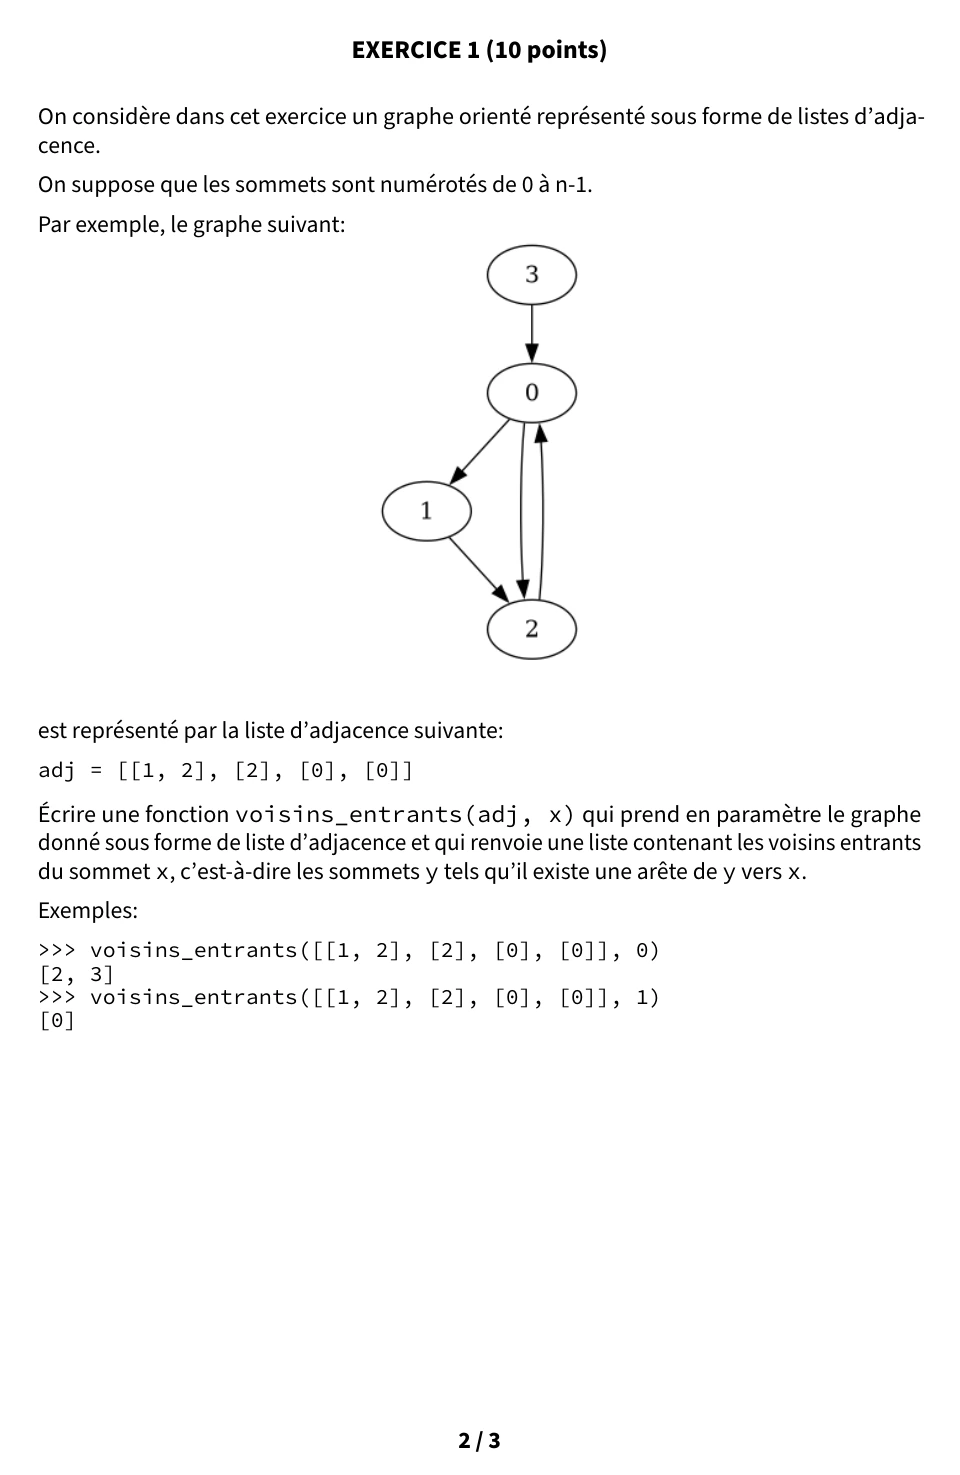 EXERCICE 1 (10 points)
On considère dans cet exercice un graphe orienté représenté sous forme de listes d’adja-
cence.
On suppose que les sommets sont numérotés de 0 à n-1.
Par exemple, le graphe suivant:
3
0
1
2
est représenté par la liste d’adjacence suivante:
adj = [[1, 2], [2], [0], [0]]
Écrire une fonction voisins_entrants(adj, x) qui prend en paramètre le graphe
donné sous forme de liste d’adjacence et qui renvoie une liste contenant les voisins entrants
du sommet x, c’est-à-dire les sommets y tels qu’il existe une arête de y vers x.
Exemples:
>>> voisins_entrants([[1, 2], [2], [0], [0]], 0)
[2, 3]
>>> voisins_entrants([[1, 2], [2], [0], [0]], 1)
[0]
2 / 3